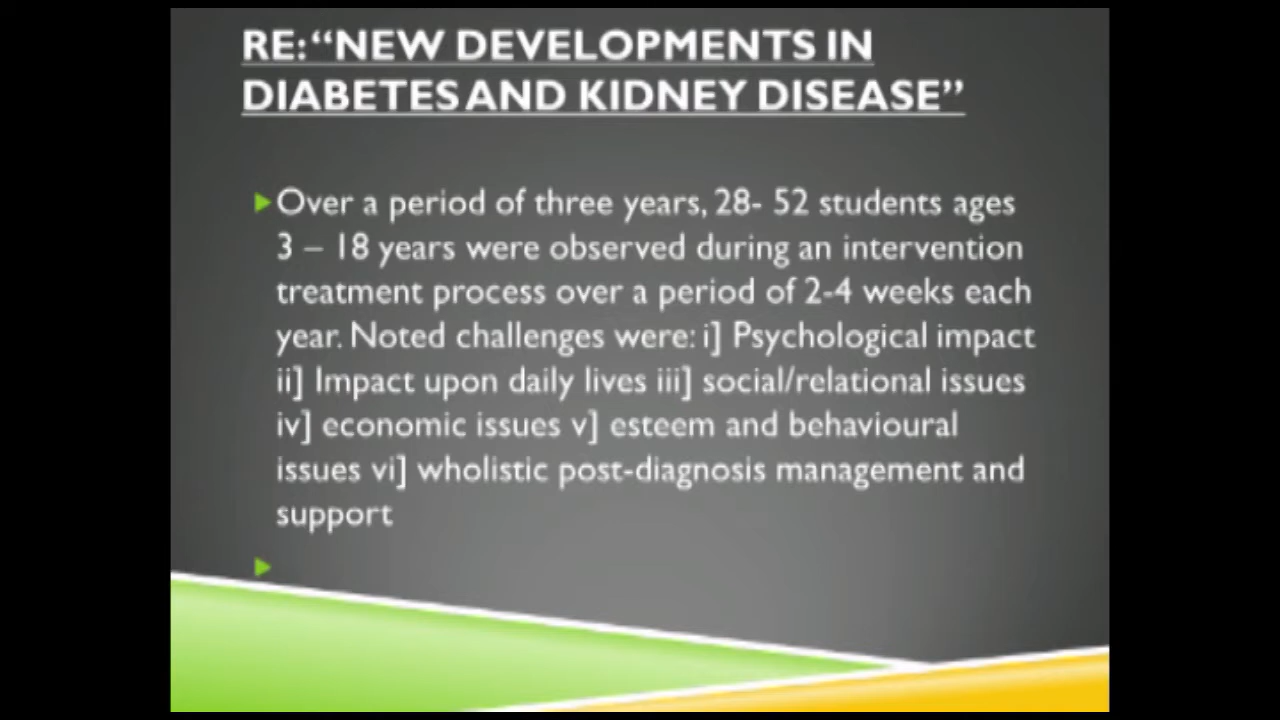 RE: “NEW DEVELOPMENTS IN
DIABETES AND KIDNEY DISEASE”
Over a period of three years, 28- 52 students ages
3 – 18 years were observed during an intervention
treatment process over a period of 2-4 weeks each
year. Noted challenges were: i] Psychological impact
ii] Impact upon daily lives iii] social/relational issues
iv] economic issues v] esteem and behavioural
issues vi] wholistic post-diagnosis management and
support